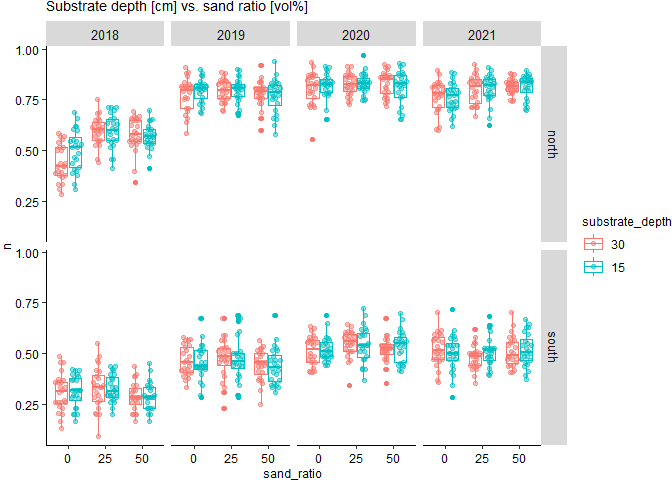 Substrate depth [cm] vs. sand ratio [vol%]
2018 2019 2020 2021
1.00
0.75
0.50
0.25
north
1.00
0.75
0.50
0.25
south
n
0 25 50 0 25 50 0 25 50 0 25 50
sand_ratio
substrate_depth
30
15